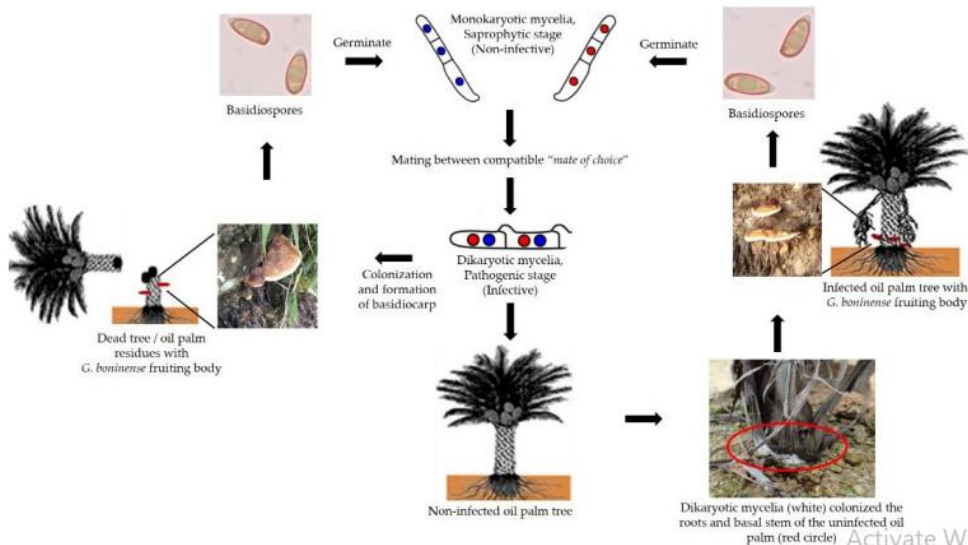 Monokaryotic mycelia,
Saprophytic stage
(Non-infective)
Germinate
Germinate
Basidiospores
Basidiospores
Mating between compatible "mate of choice"
Dikaryotic mycelia,
Pathogenic stage
(Infective)
Colonization
and formation
of basidiocarp
Dead tree / oil palm
residues with
G. boninense fruiting body
Infected oil palm tree with
G. boninense fruiting body
Non-infected oil palm tree
Dikaryotic mycelia (white) colonized the
roots and basal stem of the uninfected oil
palm (red circle)
Activate W